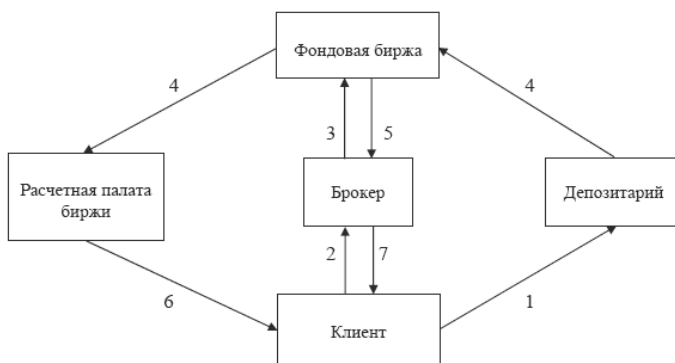 Фондовая биржа
4
4
3
5
Расчетная палата
биржи
Брокер
Депозитарий
2
7
6
1
Клиент